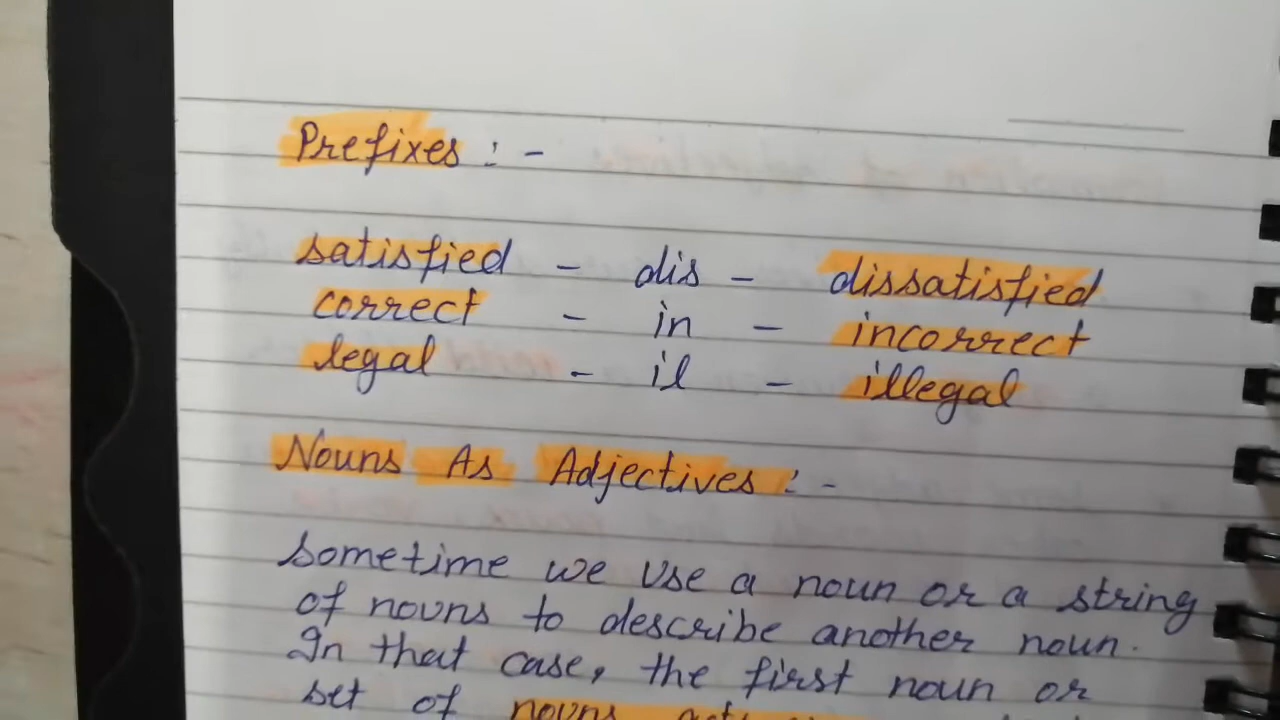 Prefixes : -
satisfied - dis - dissatisfied
correct - in - incorrect
legal - il - illegal
Nouns As Adjectives : -
sometime we use a noun or a string
of nouns to describe another noun.
In that case, the first noun or
set of nouns